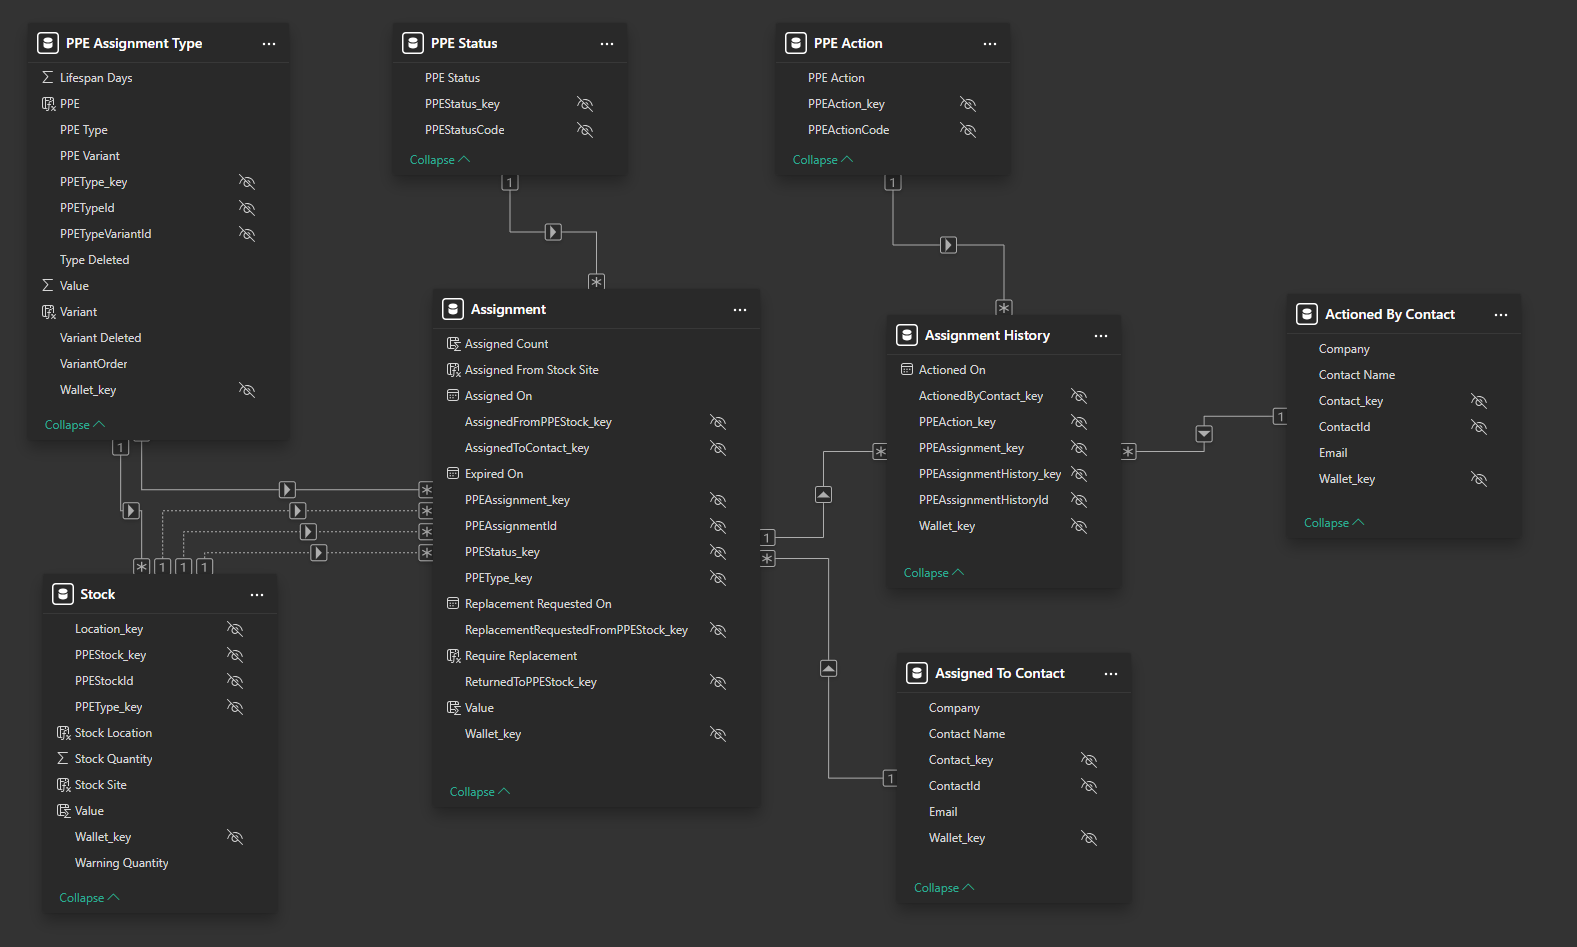 PPE Assignment Type
Lifespan Days
PPE
PPE Type
PPE Variant
PPEType_key
PPETypeId
PPETypeVariantId
Type Deleted
Value
Variant
Variant Deleted
VariantOrder
Wallet_key
Collapse
1
PPE Status
PPE Status
PPEStatus_key
PPEStatusCode
Collapse
1
*
PPE Action
PPE Action
PPEAction_key
PPEActionCode
Collapse
1
*
Assignment
Assigned Count
Assigned From Stock Site
Assigned On
AssignedFromPPEStock_key
AssignedToContact_key
Expired On
PPEAssignment_key
PPEAssignmentId
PPEStatus_key
PPEType_key
Replacement Requested On
ReplacementRequestedFromPPEStock_key
Require Replacement
ReturnedToPPEStock_key
Value
Wallet_key
Collapse
*
*
*
*
1
*
Assignment History
Actioned On
ActionedByContact_key
PPEAction_key
PPEAssignment_key
PPEAssignmentHistory_key
PPEAssignmentHistoryId
Wallet_key
Collapse
*
*
1
Actioned By Contact
Company
Contact Name
Contact_key
ContactId
Email
Wallet_key
Collapse
* 1 1 1
Stock
Location_key
PPEStock_key
PPEStockId
PPEType_key
Stock Location
Stock Quantity
Stock Site
Value
Wallet_key
Warning Quantity
Collapse
1
Assigned To Contact
Company
Contact Name
Contact_key
ContactId
Email
Wallet_key
Collapse